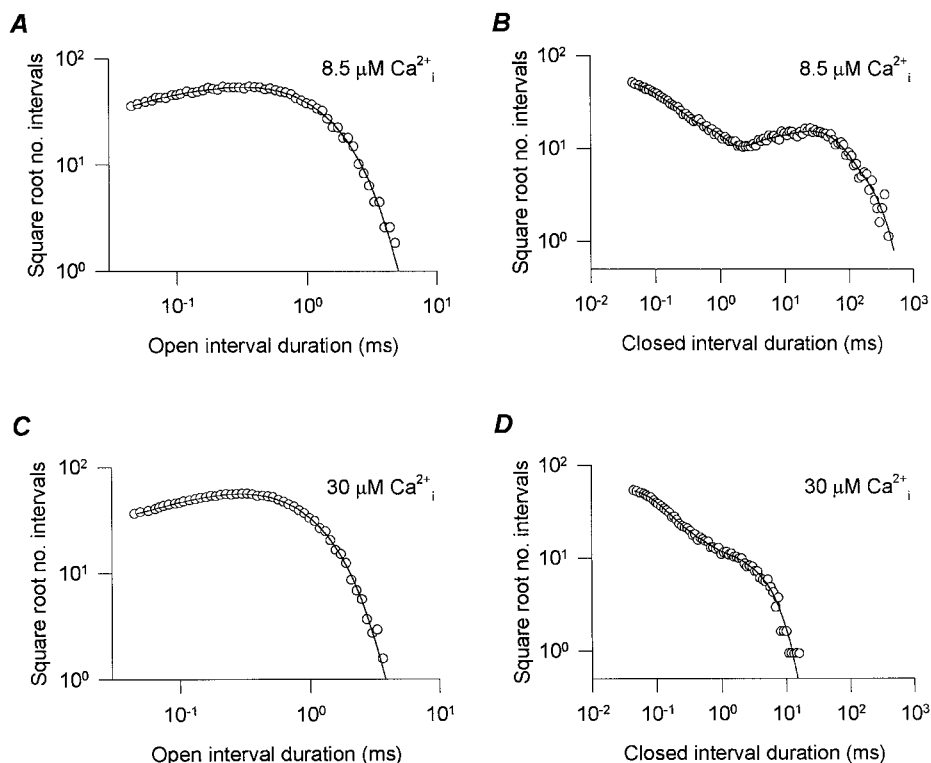 A
8.5 μM Ca²⁺ᵢ
Square root no. intervals
10²
10¹
10⁰
10⁻¹ 10⁰ 10¹
Open interval duration (ms)
B
8.5 μM Ca²⁺ᵢ
Square root no. intervals
10²
10¹
10⁰
10⁻² 10⁻¹ 10⁰ 10¹ 10² 10³
Closed interval duration (ms)
C
30 μM Ca²⁺ᵢ
Square root no. intervals
10²
10¹
10⁰
10⁻¹ 10⁰ 10¹
Open interval duration (ms)
D
30 μM Ca²⁺ᵢ
Square root no. intervals
10²
10¹
10⁰
10⁻² 10⁻¹ 10⁰ 10¹ 10² 10³
Closed interval duration (ms)